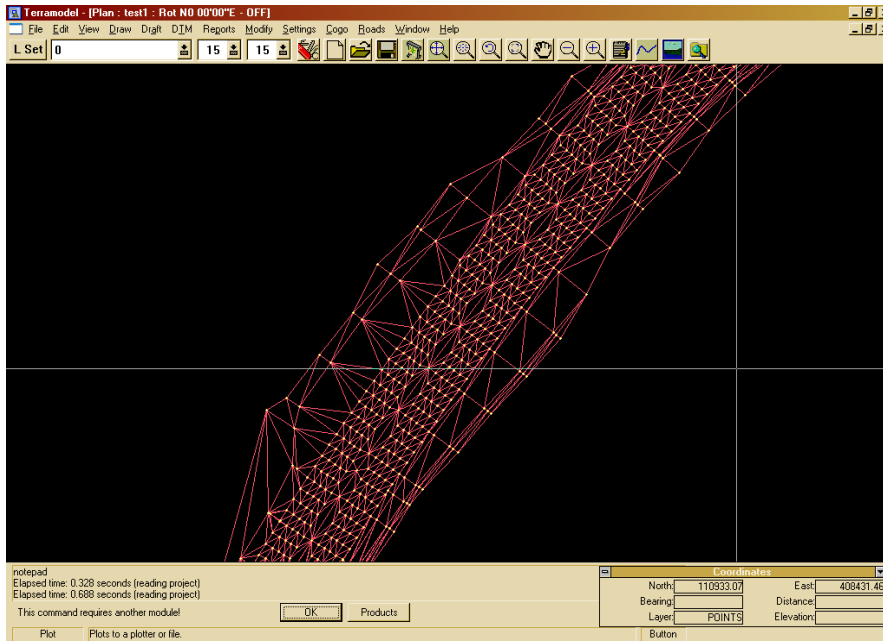 Terramodel - [Plan : test1 : Rot N0 00'00"E - OFF]
File Edit View Draw Draft DTM Reports Modify Settings Cogo Roads Window Help
L Set 0 15 15
notepad
Elapsed time: 0.328 seconds (reading project)
Elapsed time: 0.688 seconds (reading project)
This command requires another module! OK Products
Coordinates
North: 110933.07 East: 408431.46
Bearing: Distance:
Layer: POINTS Elevation:
Plot Plots to a plotter or file. Button